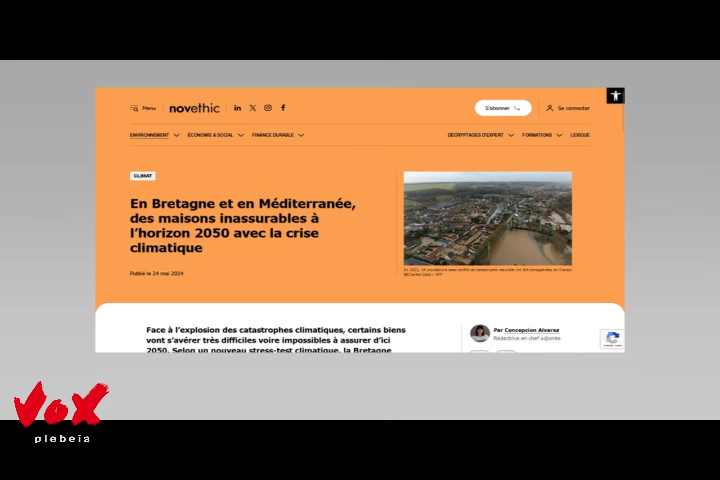 Menu
novethic
S'abonner
Se connecter
ENVIRONNEMENT
ÉCONOMIE & SOCIAL
FINANCE DURABLE
DÉCRYPTAGES D'EXPERT
FORMATIONS
LEXIQUE
CLIMAT
En Bretagne et en Méditerranée,
des maisons inassurables à
l'horizon 2050 avec la crise
climatique
Publié le 24 mai 2024
Face à l'explosion des catastrophes climatiques, certains biens
vont s'avérer très difficiles voire impossibles à assurer d'ici
2050. Selon un nouveau stress-test climatique, la Bretagne
Par Concepcion Alvarez
Rédactrice en chef adjointe
VOX
plebeïa